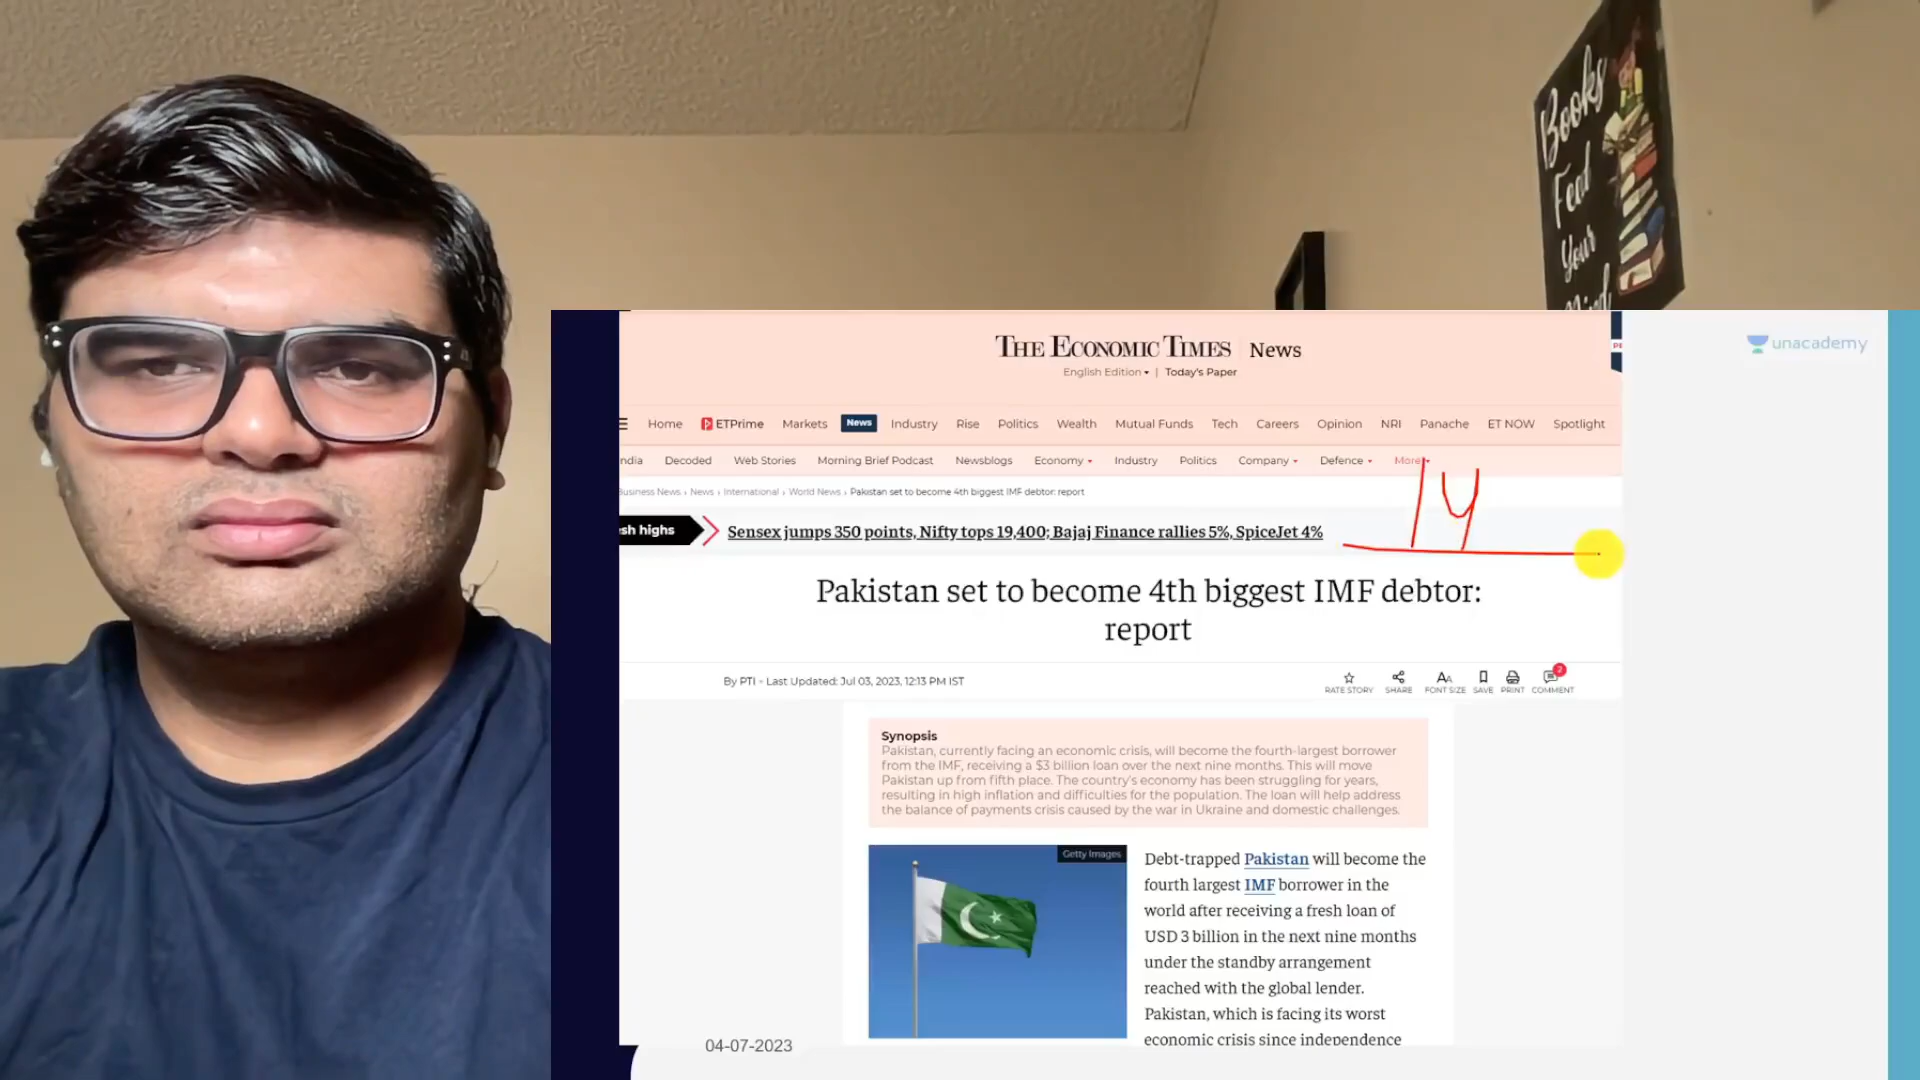 Books
Feed
Your
THE ECONOMIC TIMES News
English Edition | Today's Paper
unacademy
Home ETPrime Markets News Industry Rise Politics Wealth Mutual Funds Tech Careers Opinion NRI Panache ET NOW Spotlight
ndia Decoded Web Stories Morning Brief Podcast Newsblogs Economy Industry Politics Company Defence More
Business News › News › International › World News › Pakistan set to become 4th biggest IMF debtor: report
14
sh highs
Sensex jumps 350 points, Nifty tops 19,400; Bajaj Finance rallies 5%, SpiceJet 4%
Pakistan set to become 4th biggest IMF debtor:
report
By PTI • Last Updated: Jul 03, 2023, 12:13 PM IST
2
RATE STORY SHARE FONT SIZE SAVE PRINT COMMENT
Synopsis
Pakistan, currently facing an economic crisis, will become the fourth-largest borrower
from the IMF, receiving a $3 billion loan over the next nine months. This will move
Pakistan up from fifth place. The country's economy has been struggling for years,
resulting in high inflation and difficulties for the population. The loan will help address
the balance of payments crisis caused by the war in Ukraine and domestic challenges.
Getty Images
Debt-trapped Pakistan will become the
fourth largest IMF borrower in the
world after receiving a fresh loan of
USD 3 billion in the next nine months
under the standby arrangement
reached with the global lender.
Pakistan, which is facing its worst
economic crisis since independence
04-07-2023